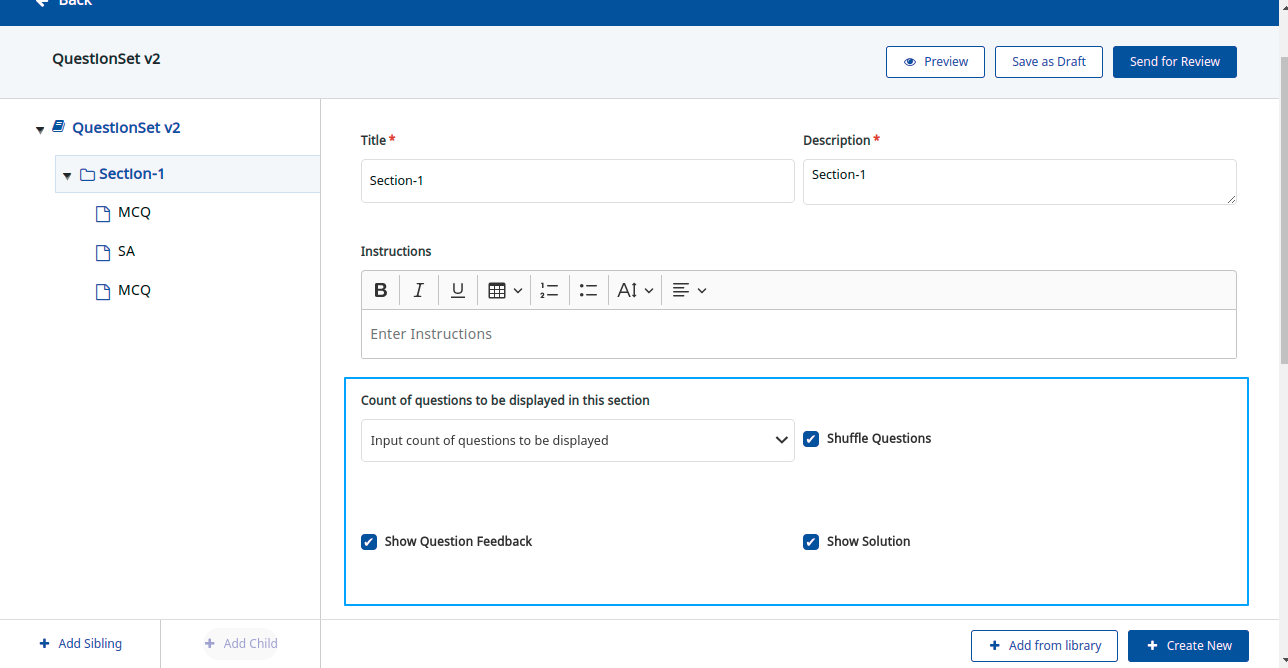 Back
QuestionSet v2
Preview
Save as Draft
Send for Review
QuestionSet v2
Section-1
MCQ
SA
MCQ
Title *
Description *
Section-1
Section-1
Instructions
B I U A
Enter Instructions
Count of questions to be displayed in this section
Input count of questions to be displayed
Shuffle Questions
Show Question Feedback
Show Solution
+ Add Sibling
+ Add Child
+ Add from library
+ Create New